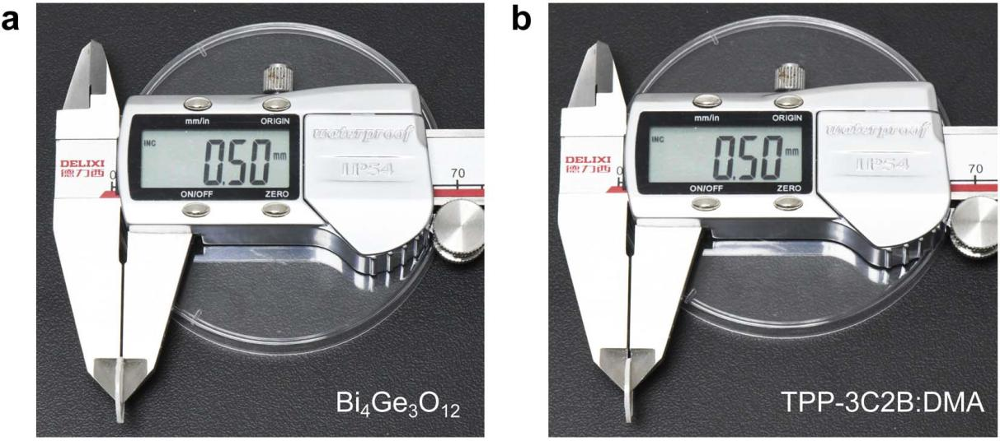 a
mm/in ORIGIN
INC 0.50 mm
DELIXI
德力西 0
ON/OFF ZERO
IP54
70
Bi₄Ge₃O₁₂
b
mm/in ORIGIN
INC 0.50 mm
DELIXI
德力西 0
ON/OFF ZERO
IP54
70
TPP-3C2B:DMA